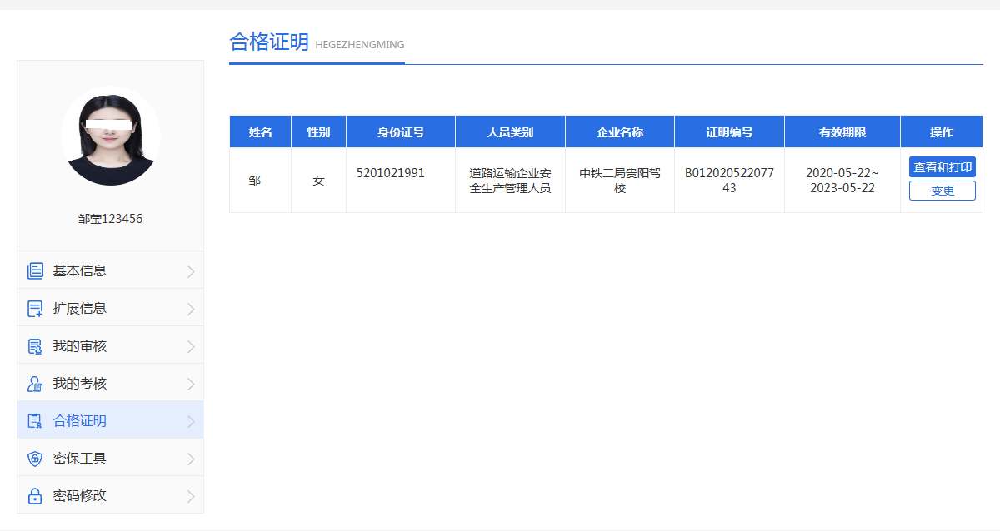 合格证明 HEGEZHENGMING
邹莹123456
基本信息
扩展信息
我的审核
我的考核
合格证明
密保工具
密码修改
姓名 性别 身份证号 人员类别 企业名称 证明编号 有效期限 操作
邹 女 5201021991 道路运输企业安 中铁二局贵阳驾 B012020522077 2020-05-22~ 查看和打印
全生产管理人员 校 43 2023-05-22 变更